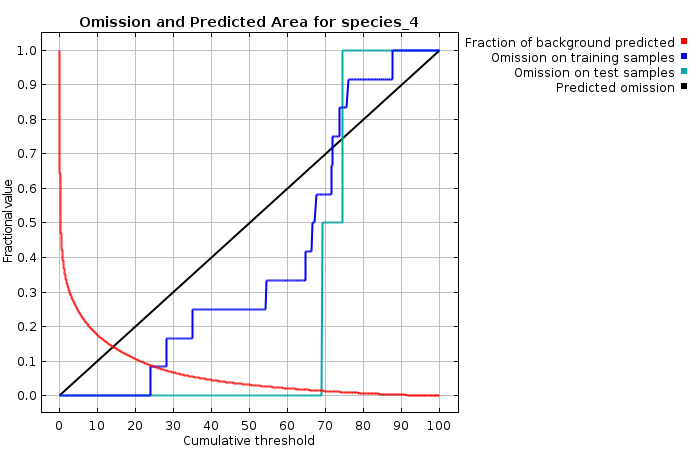 Omission and Predicted Area for species_4
Fraction of background predicted
Omission on training samples
Omission on test samples
Predicted omission
Fractional value
1.0
0.9
0.8
0.7
0.6
0.5
0.4
0.3
0.2
0.1
0.0
0 10 20 30 40 50 60 70 80 90 100
Cumulative threshold